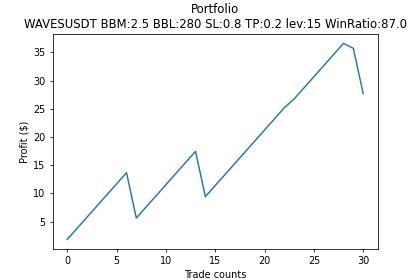 Portfolio
WAVESUSDT BBM:2.5 BBL:280 SL:0.8 TP:0.2 lev:15 WinRatio:87.0
35
30
25
20
15
10
5
Profit ($)
0 5 10 15 20 25 30
Trade counts